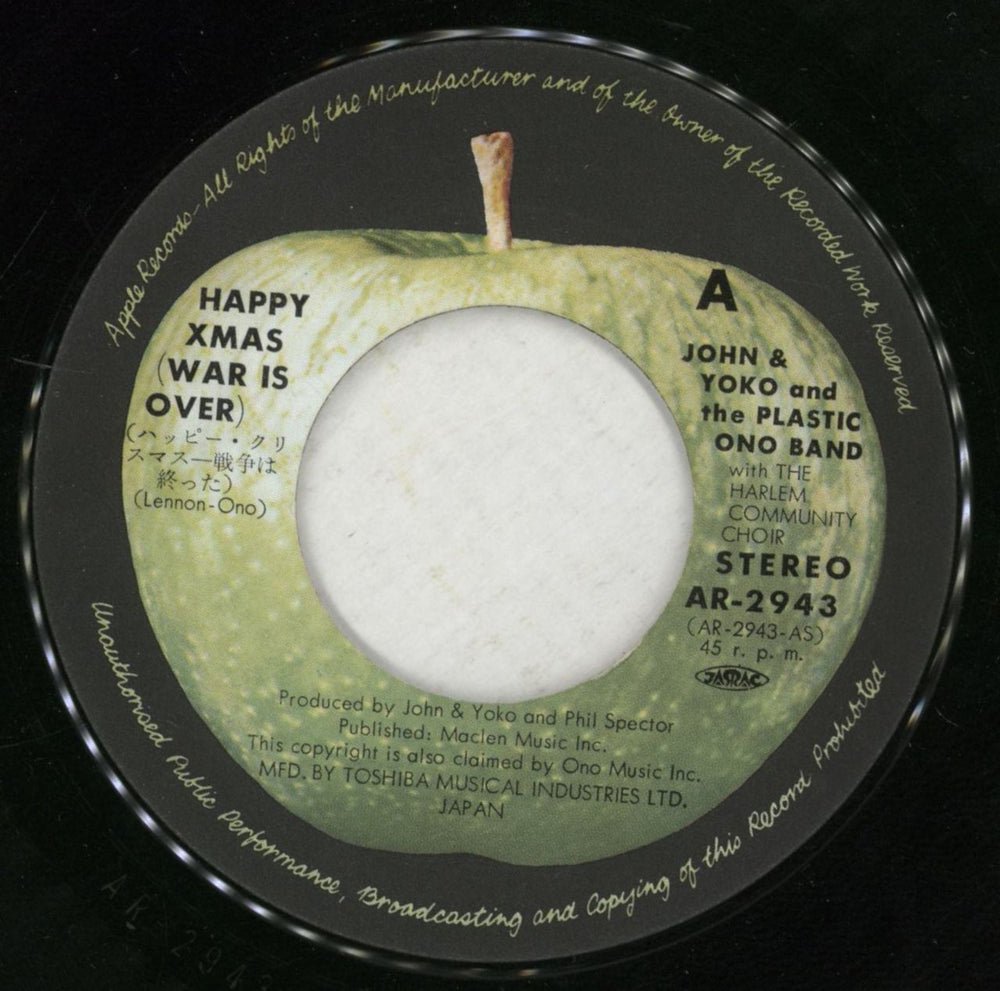 Apple Records - All Rights of the Manufacturer and of the Owner of the Recorded Work Reserved
HAPPY
XMAS
(WAR IS
OVER)
(ハッピー・クリ
スマス—戦争は
終った)
(Lennon-Ono)
A
JOHN &
YOKO and
the PLASTIC
ONO BAND
with THE
HARLEM
COMMUNITY
CHOIR
STEREO
AR-2943
(AR-2943-AS)
45 r. p. m.
JASRAC
Produced by John & Yoko and Phil Spector
Published: Maclen Music Inc.
This copyright is also claimed by Ono Music Inc.
MFD. BY TOSHIBA MUSICAL INDUSTRIES LTD.
JAPAN
Unauthorised Public Performance, Broadcasting and Copying of this Record Prohibited